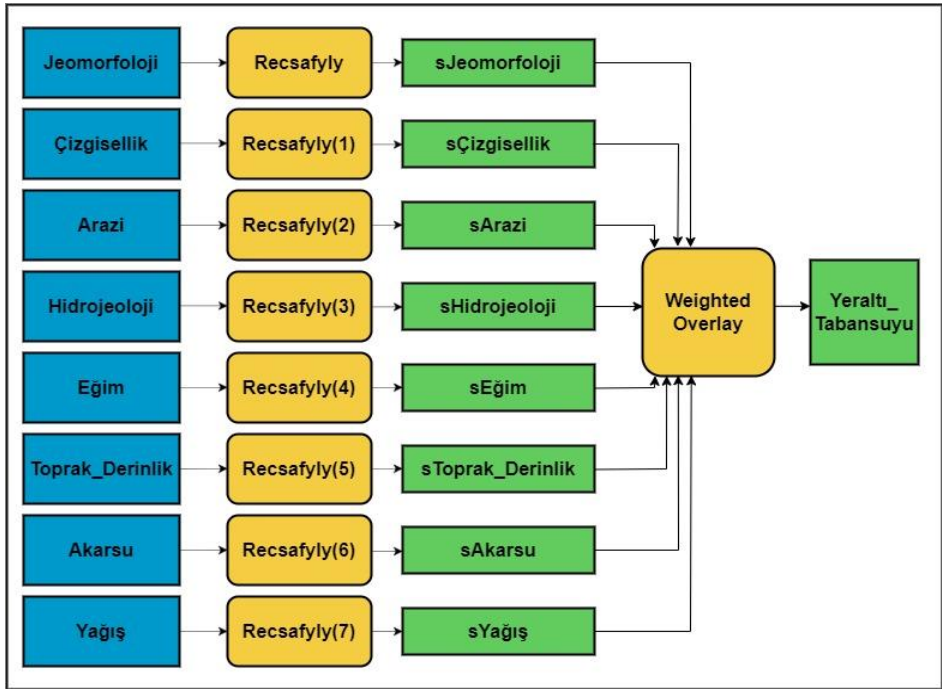 Jeomorfoloji Recsafyly sJeomorfoloji
Çizgisellik Recsafyly(1) sÇizgisellik
Arazi Recsafyly(2) sArazi
Hidrojeoloji Recsafyly(3) sHidrojeoloji
Weighted
Overlay
Yeraltı_
Tabansuyu
Eğim Recsafyly(4) sEğim
Toprak_Derinlik Recsafyly(5) sToprak_Derinlik
Akarsu Recsafyly(6) sAkarsu
Yağış Recsafyly(7) sYağış